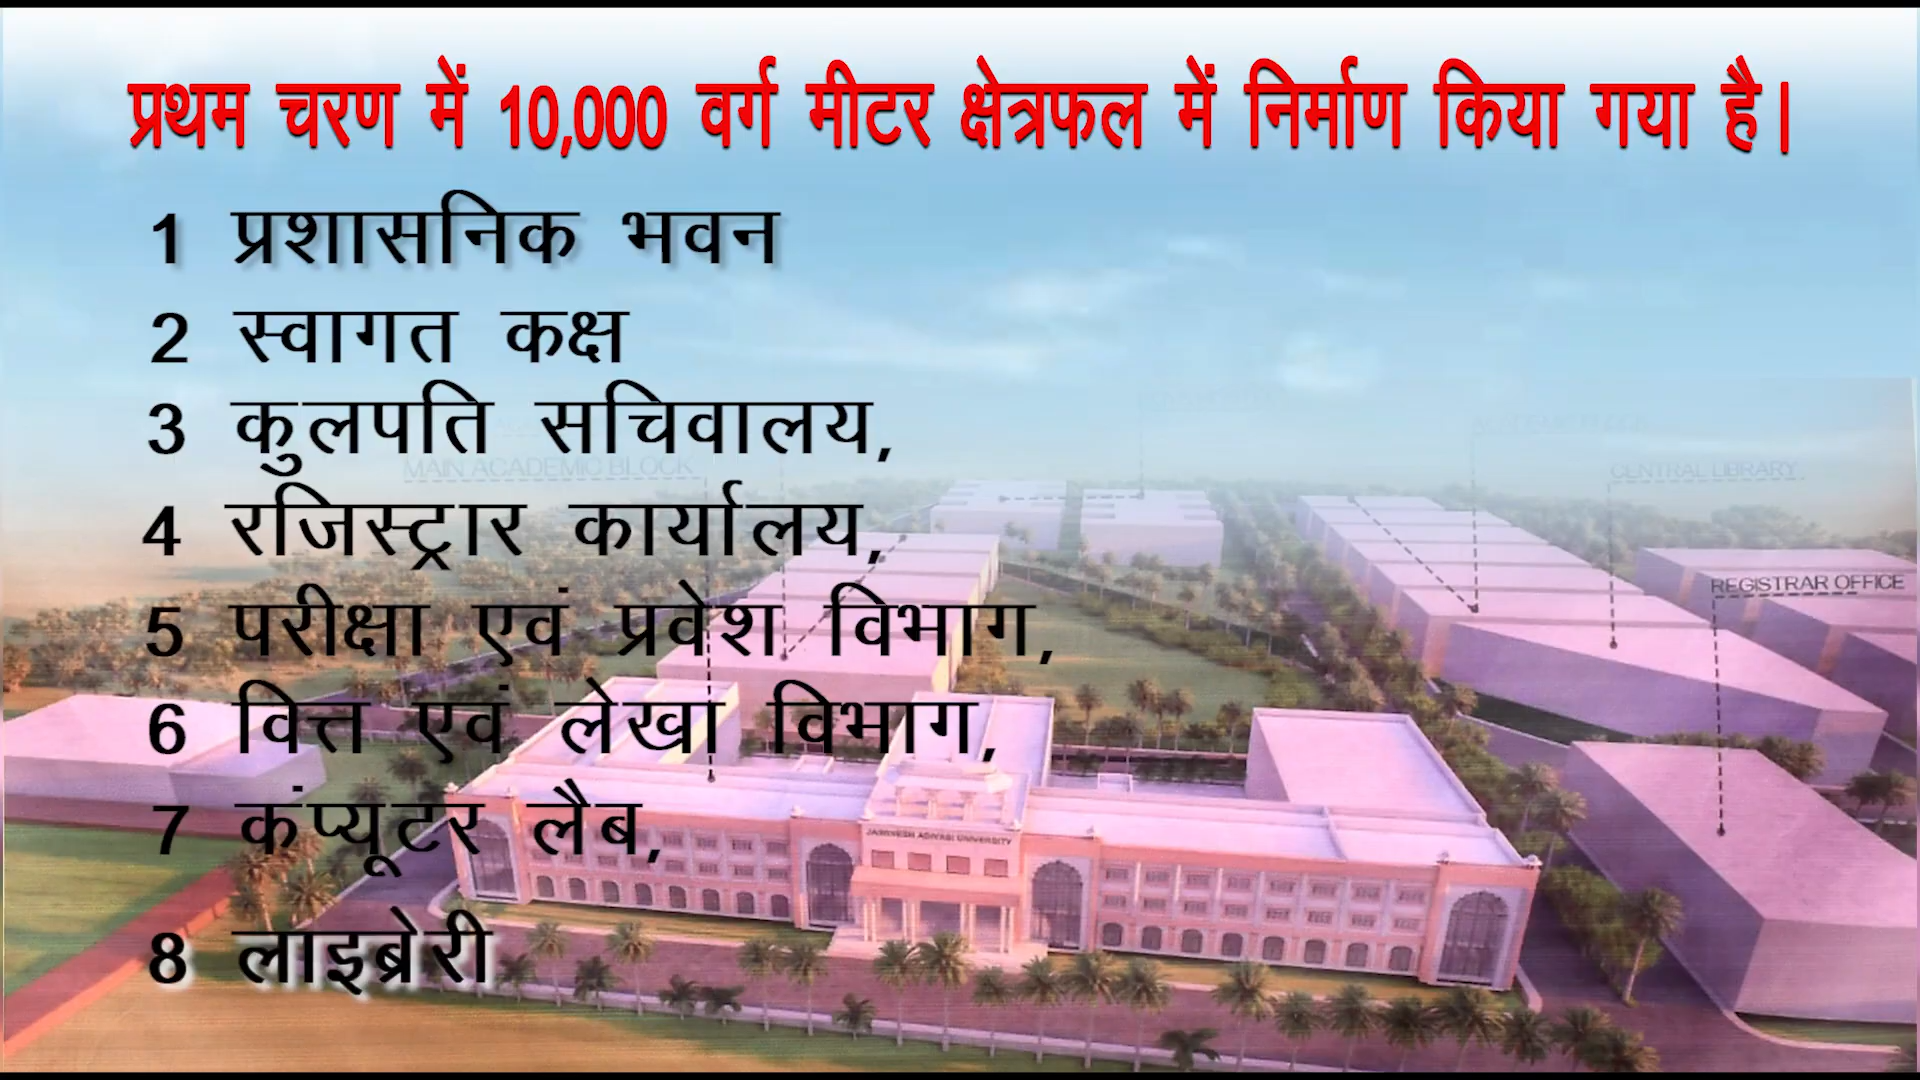 प्रथम चरण में 10,000 वर्ग मीटर क्षेत्रफल में निर्माण किया गया है।
1 प्रशासनिक भवन
2 स्वागत कक्ष
3 कुलपति सचिवालय,
MAIN ACADEMIC BLOCK
CENTRAL LIBRARY
4 रजिस्ट्रार कार्यालय,
REGISTRAR OFFICE
5 परीक्षा एवं प्रवेश विभाग,
6 वित्त एवं लेखा विभाग,
7 कंप्यूटर लैब,
UNIVERSITY
8 लाइब्रेरी